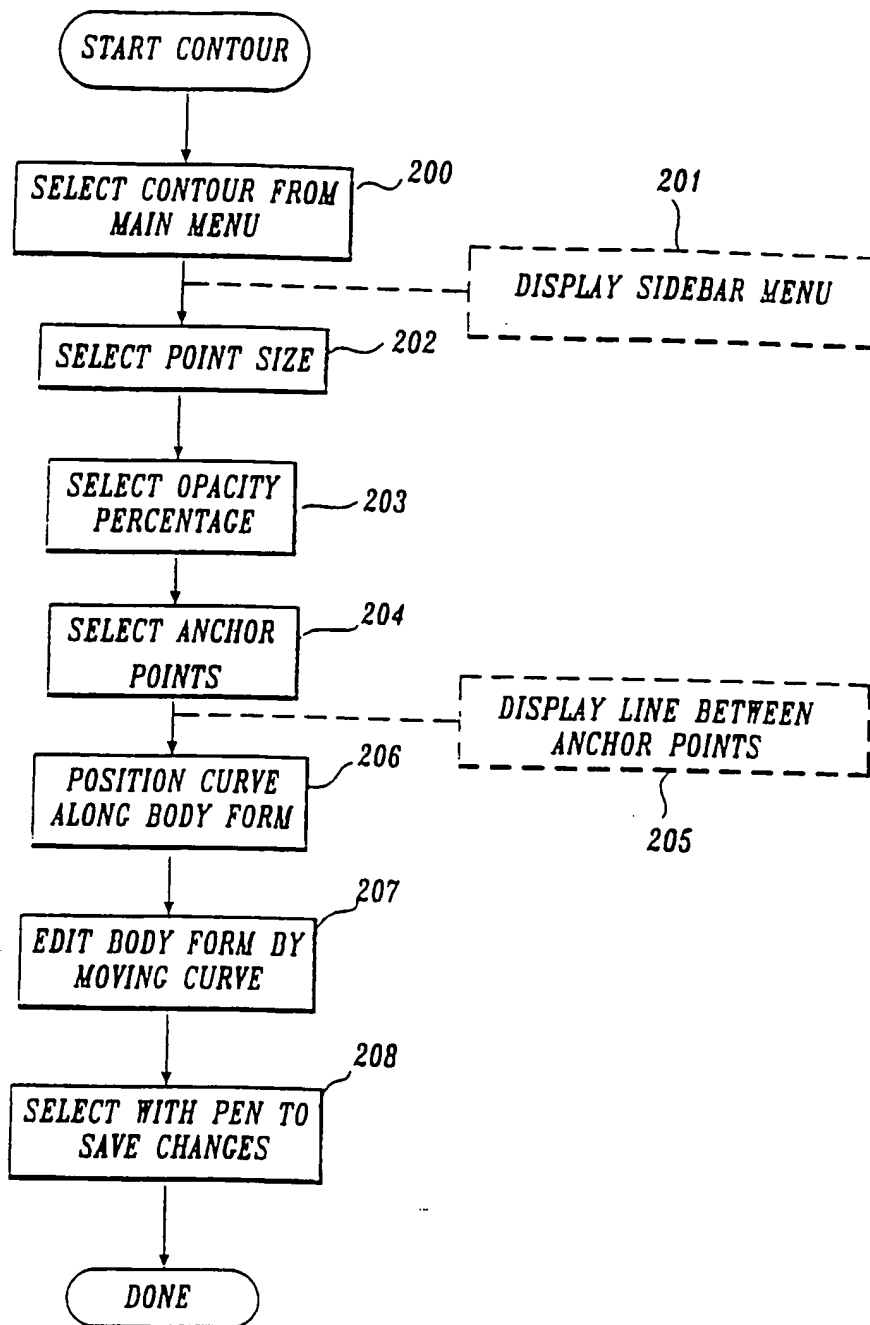 START CONTOUR
200
SELECT CONTOUR FROM
MAIN MENU
201
DISPLAY SIDEBAR MENU
SELECT POINT SIZE
202
SELECT OPACITY
PERCENTAGE
203
SELECT ANCHOR
POINTS
204
DISPLAY LINE BETWEEN
ANCHOR POINTS
205
POSITION CURVE
ALONG BODY FORM
206
207
EDIT BODY FORM BY
MOVING CURVE
208
SELECT WITH PEN TO
SAVE CHANGES
DONE